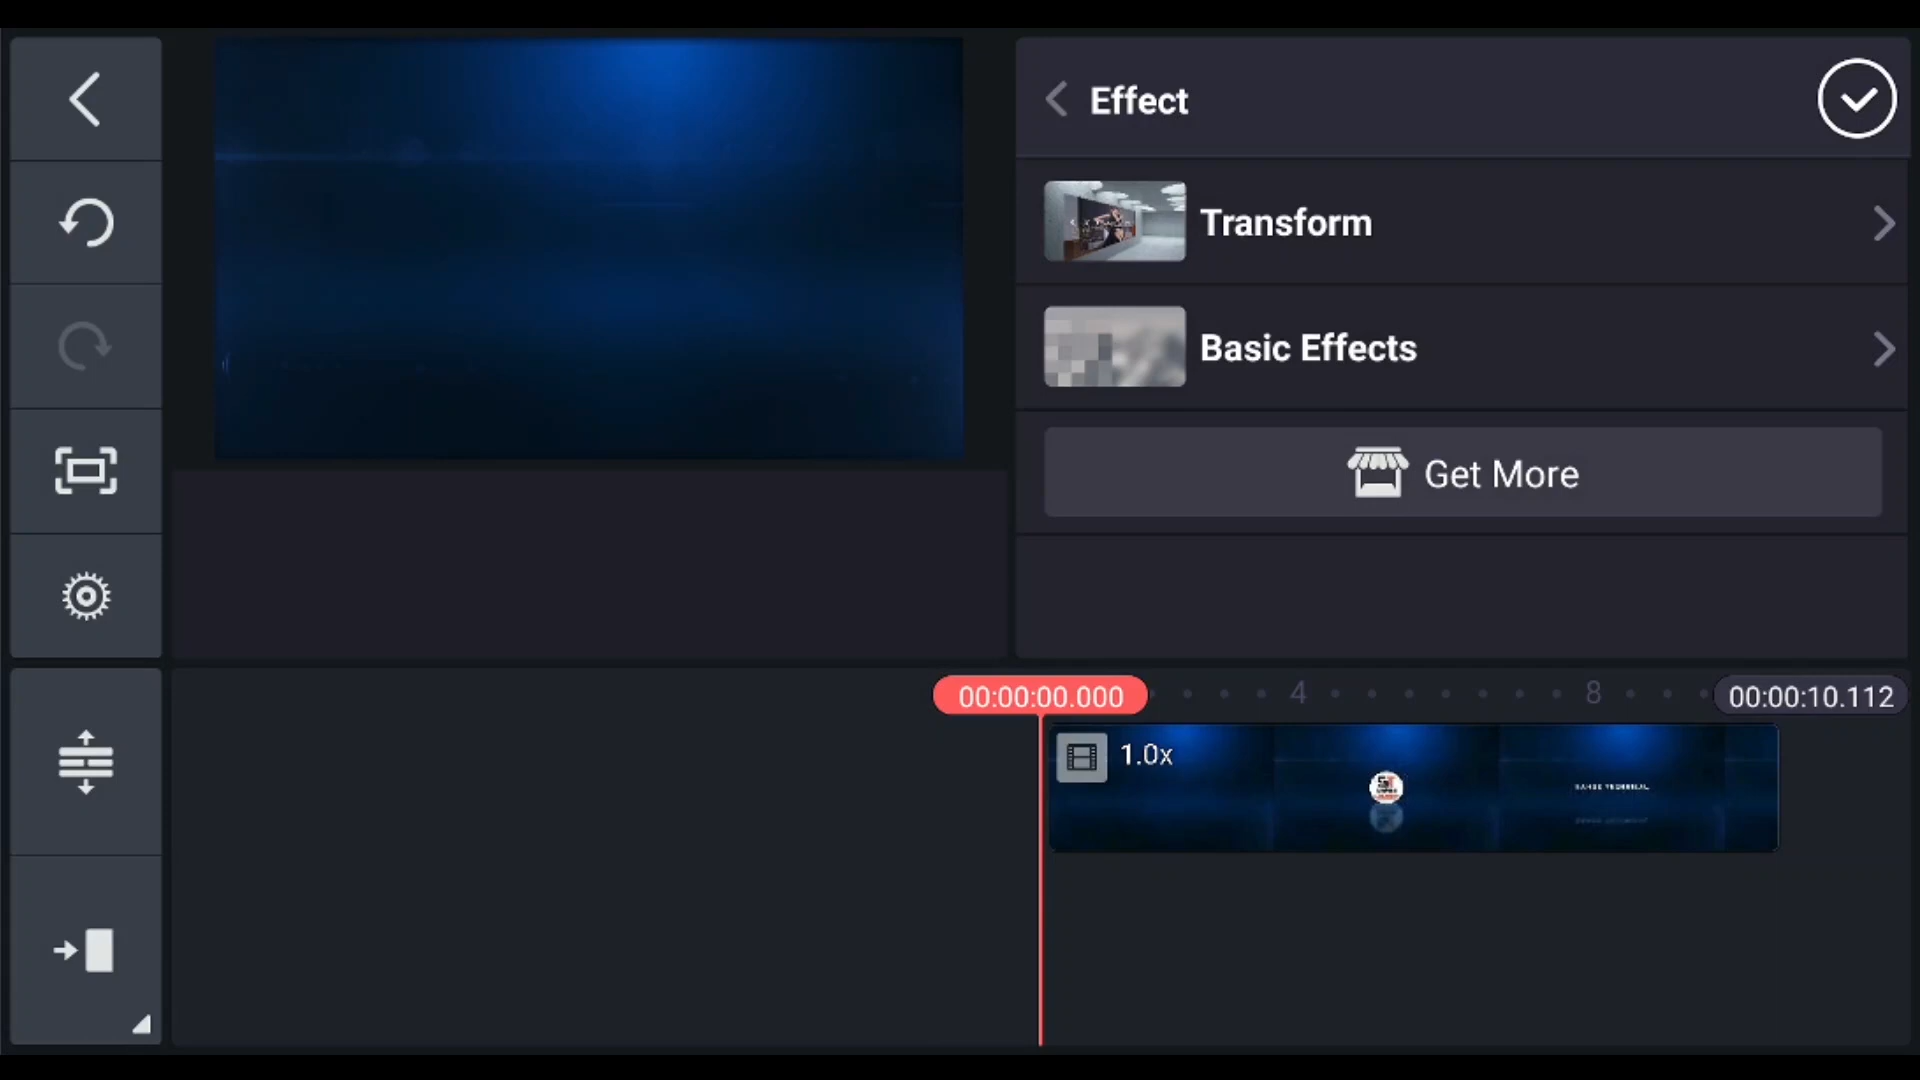 Effect
Transform
Basic Effects
Get More
00:00:00.000
4
8
00:00:10.112
1.0x